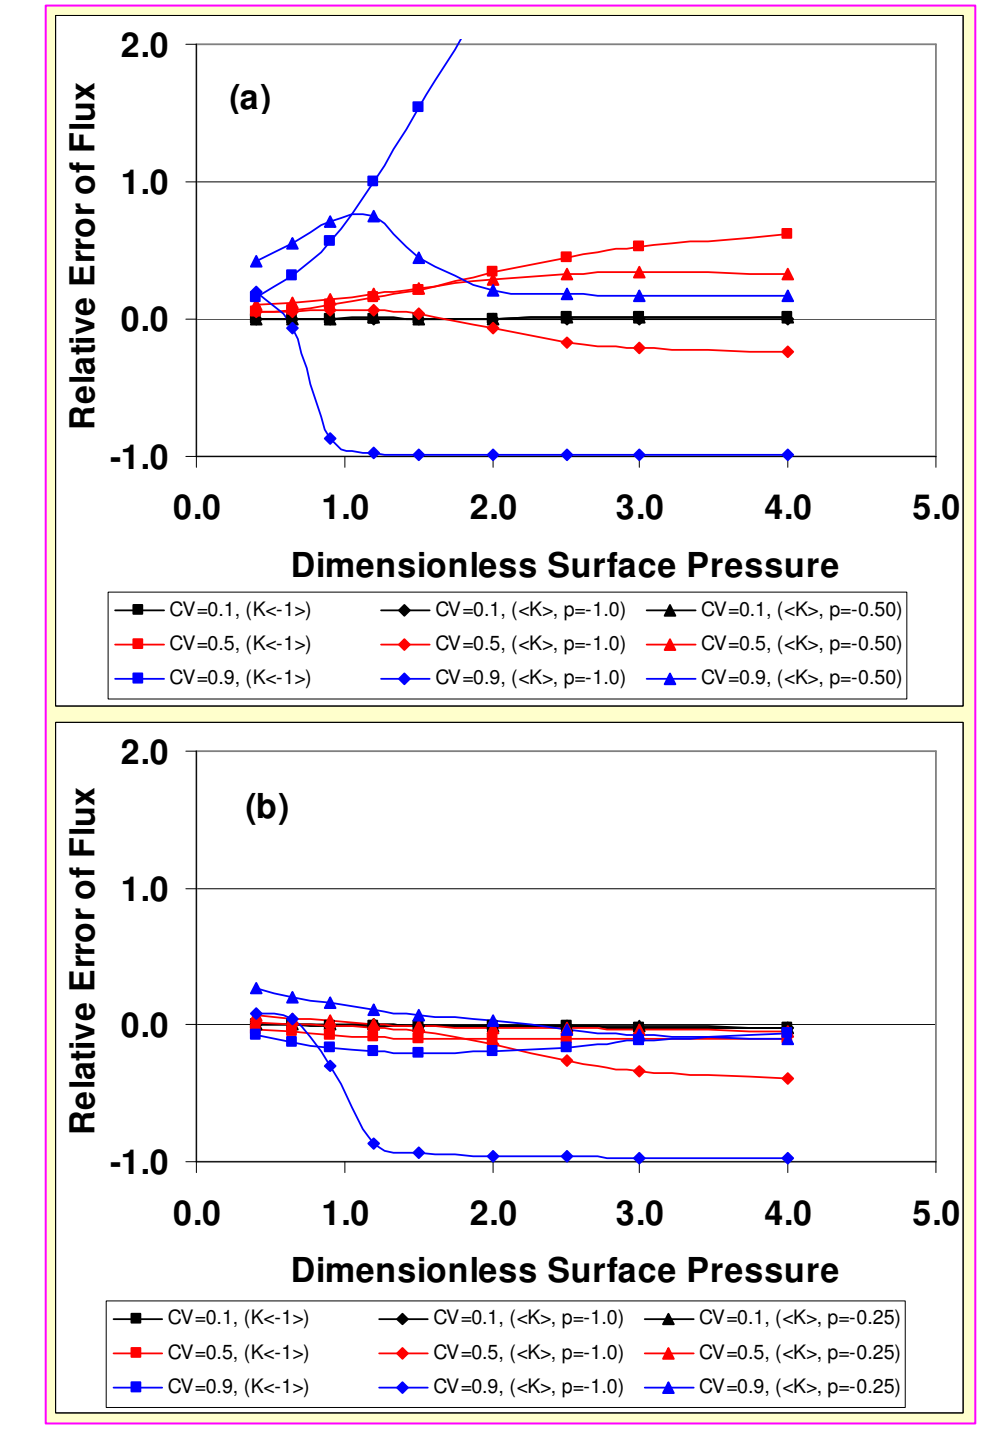 2.0
(a)
1.0
0.0
-1.0
Relative Error of Flux
0.0 1.0 2.0 3.0 4.0 5.0
Dimensionless Surface Pressure
CV=0.1, (K<-1>) CV=0.1, (<K>, p=-1.0) CV=0.1, (<K>, p=-0.50)
CV=0.5, (K<-1>) CV=0.5, (<K>, p=-1.0) CV=0.5, (<K>, p=-0.50)
CV=0.9, (K<-1>) CV=0.9, (<K>, p=-1.0) CV=0.9, (<K>, p=-0.50)
2.0
(b)
1.0
0.0
-1.0
Relative Error of Flux
0.0 1.0 2.0 3.0 4.0 5.0
Dimensionless Surface Pressure
CV=0.1, (K<-1>) CV=0.1, (<K>, p=-1.0) CV=0.1, (<K>, p=-0.25)
CV=0.5, (K<-1>) CV=0.5, (<K>, p=-1.0) CV=0.5, (<K>, p=-0.25)
CV=0.9, (K<-1>) CV=0.9, (<K>, p=-1.0) CV=0.9, (<K>, p=-0.25)